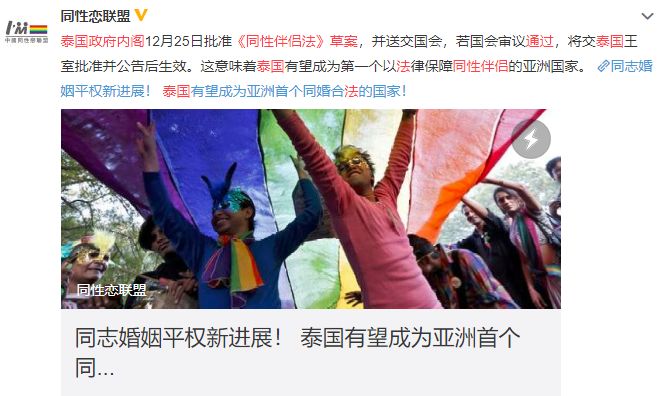 同性恋联盟
I'M
中国同性恋联盟
泰国政府内阁12月25日批准《同性伴侣法》草案，并送交国会，若国会审议通过，将交泰国王
室批准并公告后生效。这意味着泰国有望成为第一个以法律保障同性伴侣的亚洲国家。 同志婚
姻平权新进展！ 泰国有望成为亚洲首个同婚合法的国家！
同性恋联盟
同志婚姻平权新进展！ 泰国有望成为亚洲首个
同...